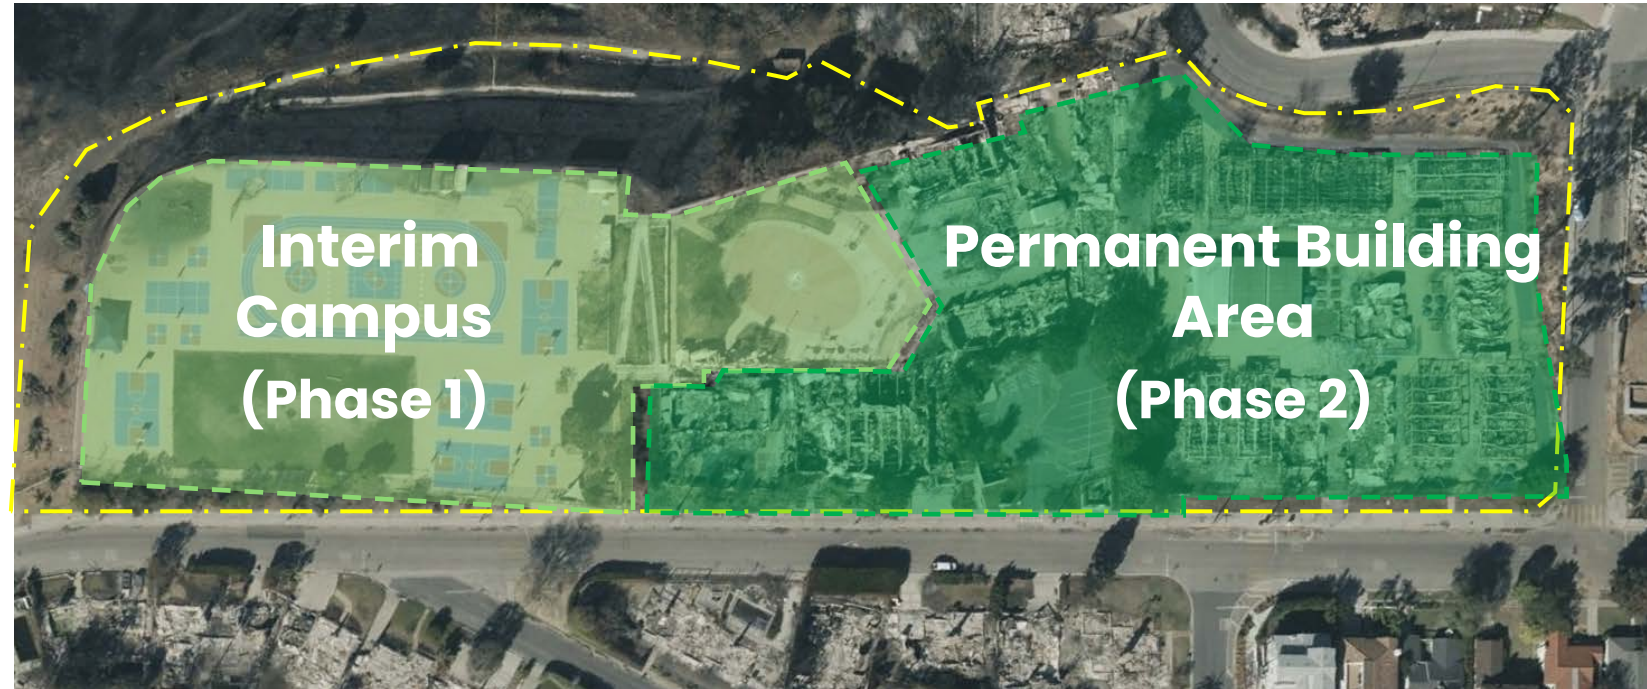 Interim
Campus
(Phase 1)
Permanent Building
Area
(Phase 2)